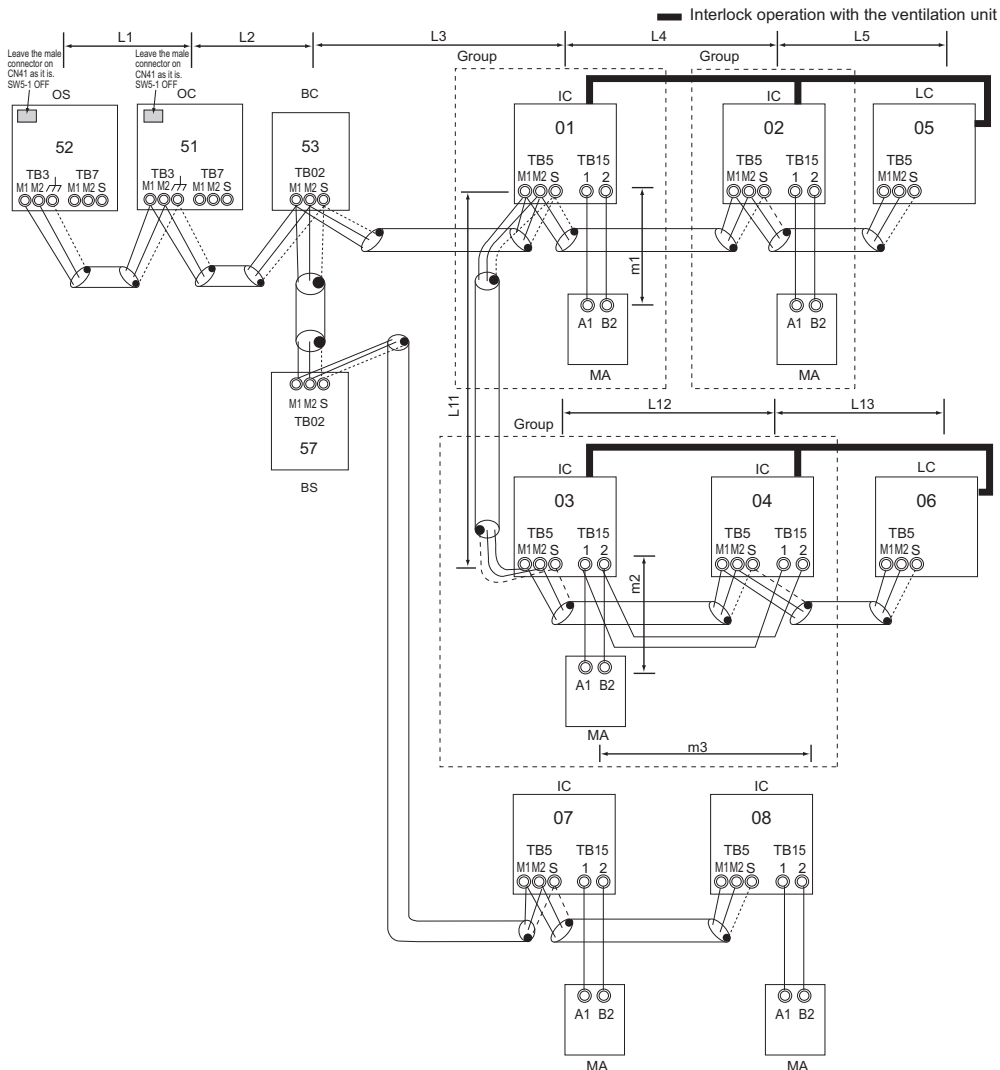 Interlock operation with the ventilation unit
L1 L2 L3 L4 L5
Leave the male
connector on
CN41 as it is.
SW5-1 OFF
Leave the male
connector on
CN41 as it is.
SW5-1 OFF
Group Group
OS OC BC IC IC LC
52
TB3 TB7
M1 M2 M1 M2 S
51
TB3 TB7
M1 M2 M1 M2 S
53
TB02
M1 M2 S
01
TB5 TB15
M1 M2 S 1 2
02
TB5 TB15
M1 M2 S 1 2
05
TB5
M1 M2 S
m1
A1 B2
MA
A1 B2
MA
M1 M2 S
TB02
57
BS
L11
L12 L13
Group
IC IC LC
03
TB5 TB15
M1 M2 S 1 2
04
TB5 TB15
M1 M2 S 1 2
06
TB5
M1 M2 S
m2
A1 B2
MA
m3
IC IC
07
TB5 TB15
M1 M2 S 1 2
08
TB5 TB15
M1 M2 S 1 2
A1 B2
MA
A1 B2
MA